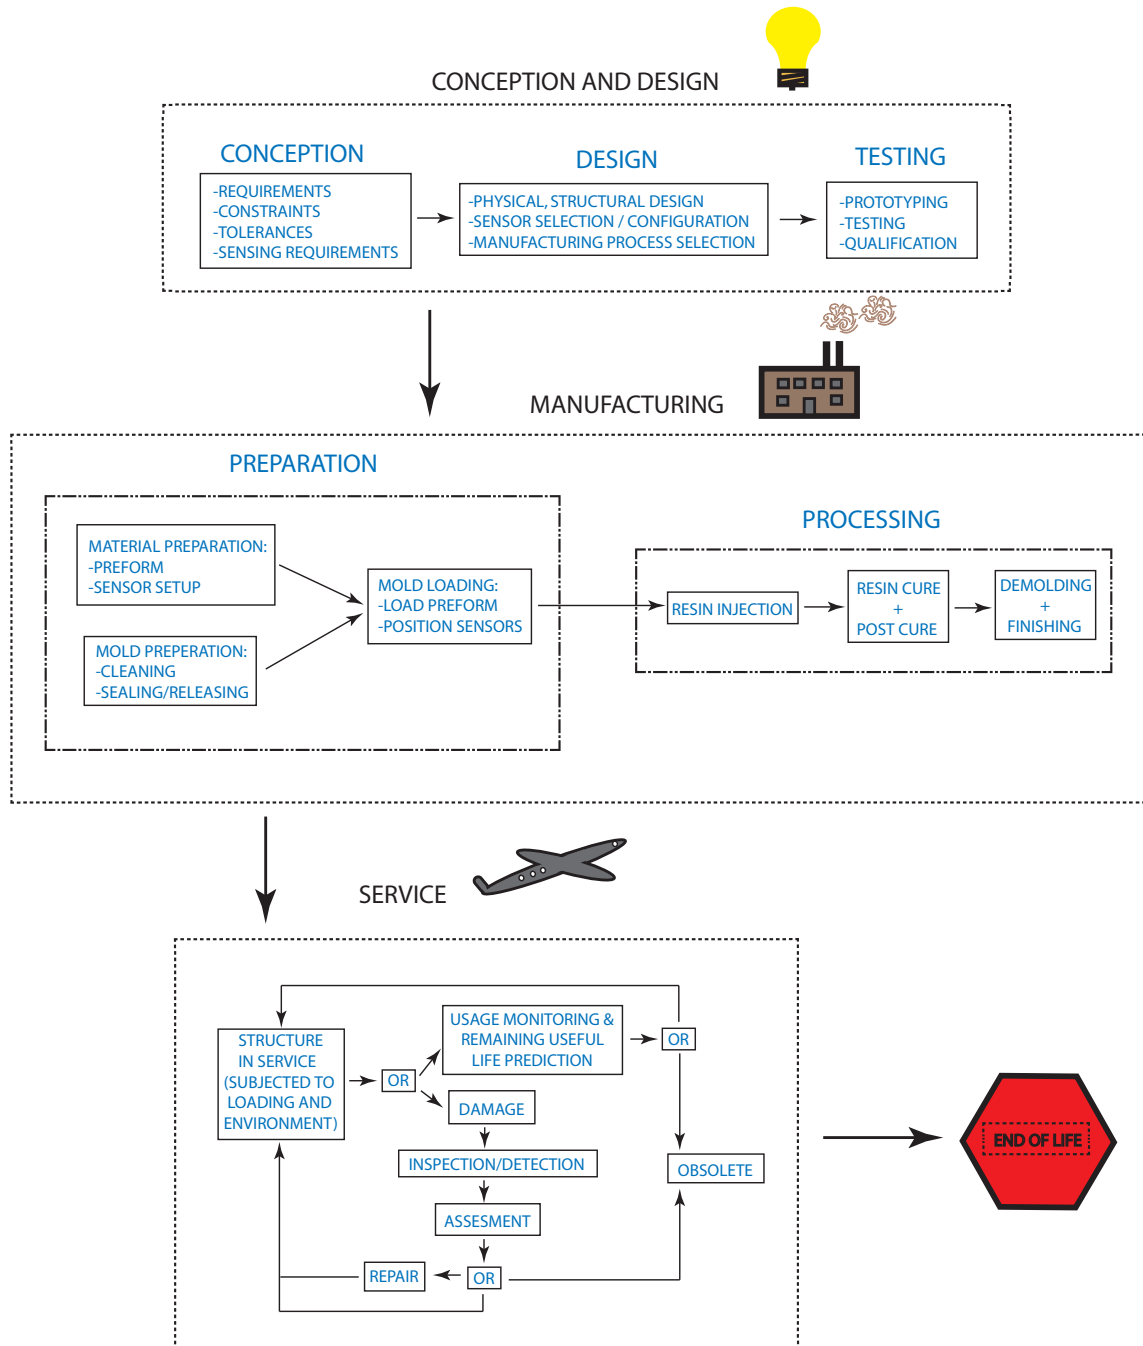 CONCEPTION AND DESIGN
CONCEPTION
-REQUIREMENTS
-CONSTRAINTS
-TOLERANCES
-SENSING REQUIREMENTS
DESIGN
-PHYSICAL, STRUCTURAL DESIGN
-SENSOR SELECTION / CONFIGURATION
-MANUFACTURING PROCESS SELECTION
TESTING
-PROTOTYPING
-TESTING
-QUALIFICATION
MANUFACTURING
PREPARATION
MATERIAL PREPARATION:
-PREFORM
-SENSOR SETUP
MOLD PREPERATION:
-CLEANING
-SEALING/RELEASING
MOLD LOADING:
-LOAD PREFORM
-POSITION SENSORS
PROCESSING
RESIN INJECTION
RESIN CURE
+
POST CURE
DEMOLDING
+
FINISHING
SERVICE
STRUCTURE
IN SERVICE
(SUBJECTED TO
LOADING AND
ENVIRONMENT)
OR
USAGE MONITORING &
REMAINING USEFUL
LIFE PREDICTION
OR
DAMAGE
INSPECTION/DETECTION
ASSESMENT
OR
REPAIR
OBSOLETE
END OF LIFE